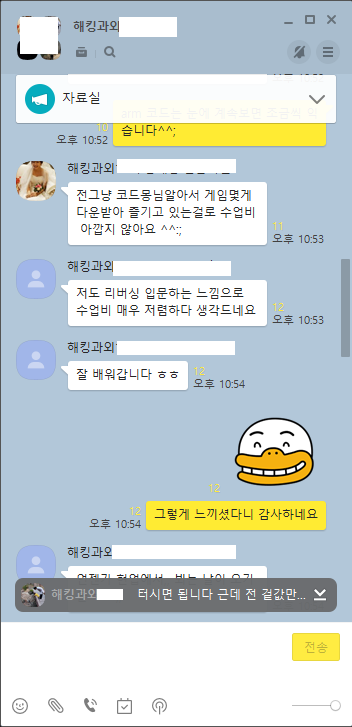 해킹과외
자료실
10
오후 10:52
습니다^^;
해킹과외
전그냥 코드몽님알아서 게임몇게
다운받아 즐기고 있는걸로 수업비
아깝지 않아요 ^^:;
11
오후 10:53
해킹과외
저도 리버싱 입문하는 느낌으로
수업비 매우 저렴하다 생각드네요
12
오후 10:53
해킹과외
잘 배워갑니다 ㅎㅎ
12
오후 10:54
12
12
오후 10:54
그렇게 느끼셨다니 감사하네요
해킹과외
해킹과외
터시면 됩니다 근데 전 겉값만...
전송